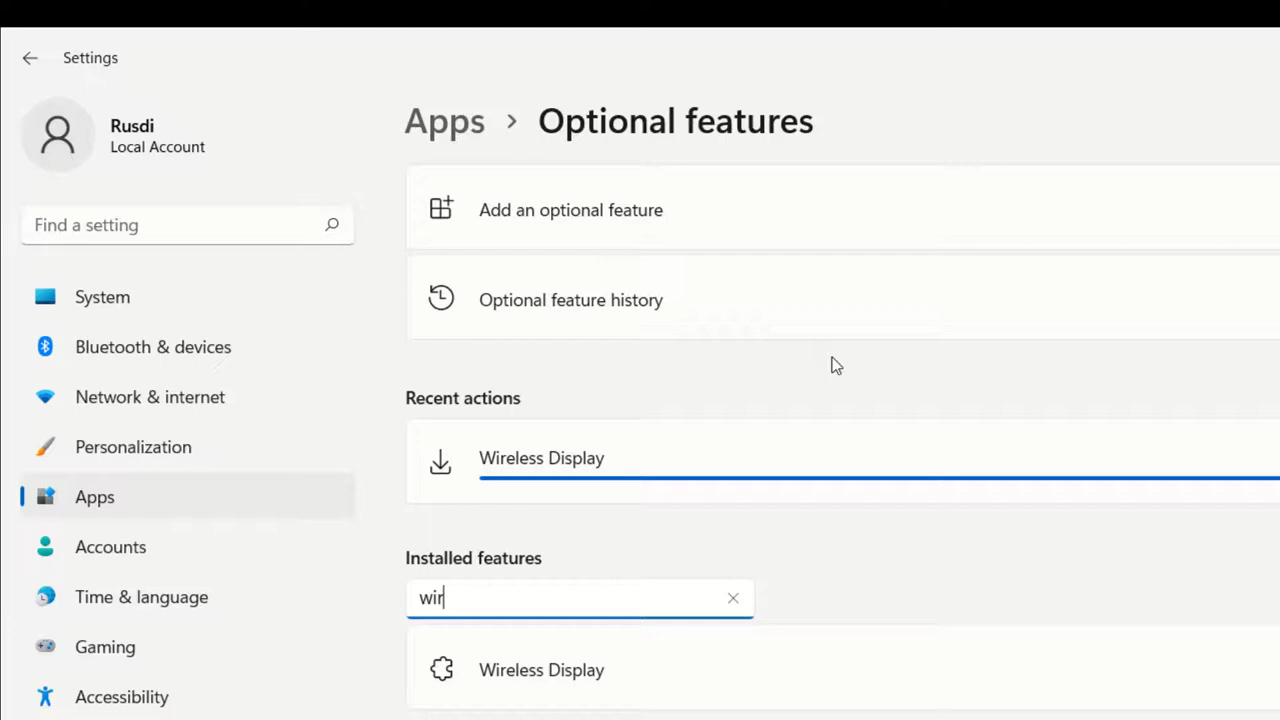 Settings
Rusdi
Local Account
Find a setting
System
Bluetooth & devices
Network & internet
Personalization
Apps
Accounts
Time & language
Gaming
Accessibility
Apps > Optional features
Add an optional feature
Optional feature history
Recent actions
Wireless Display
Installed features
wir
Wireless Display